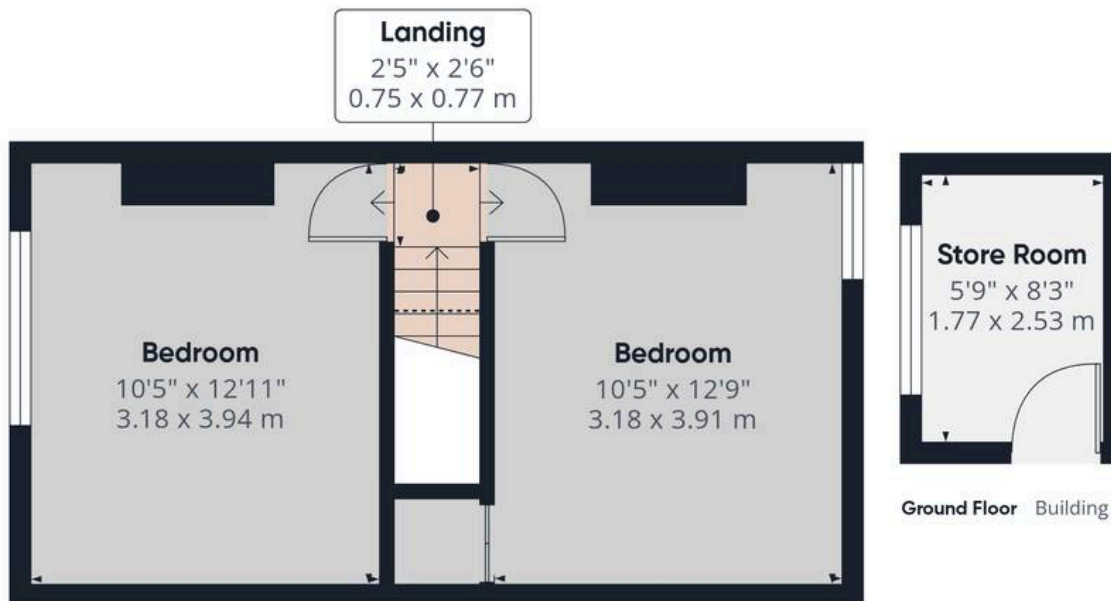 Landing
2'5" x 2'6"
0.75 x 0.77 m
Bedroom
10'5" x 12'11"
3.18 x 3.94 m
Bedroom
10'5" x 12'9"
3.18 x 3.91 m
Store Room
5'9" x 8'3"
1.77 x 2.53 m
Ground Floor Building